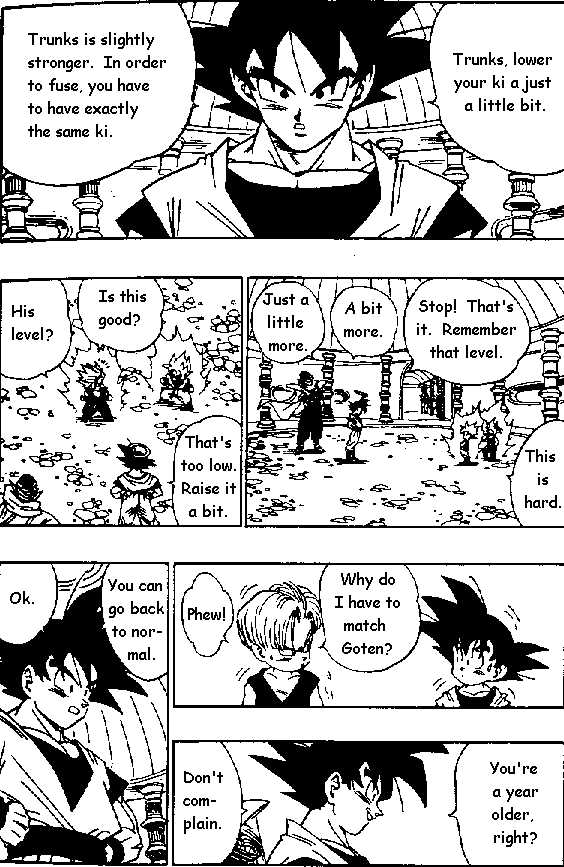 Trunks is slightly
stronger. In order
to fuse, you have
to have exactly
the same ki.
Trunks, lower
your ki a just
a little bit.
His
level?
Is this
good?
That's
too low.
Raise it
a bit.
Just a
little
more.
A bit
more.
Stop! That's
it. Remember
that level.
This
is
hard.
Ok.
You can
go back
to nor-
mal.
Phew!
Why do
I have to
match
Goten?
Don't
com-
plain.
You're
a year
older,
right?